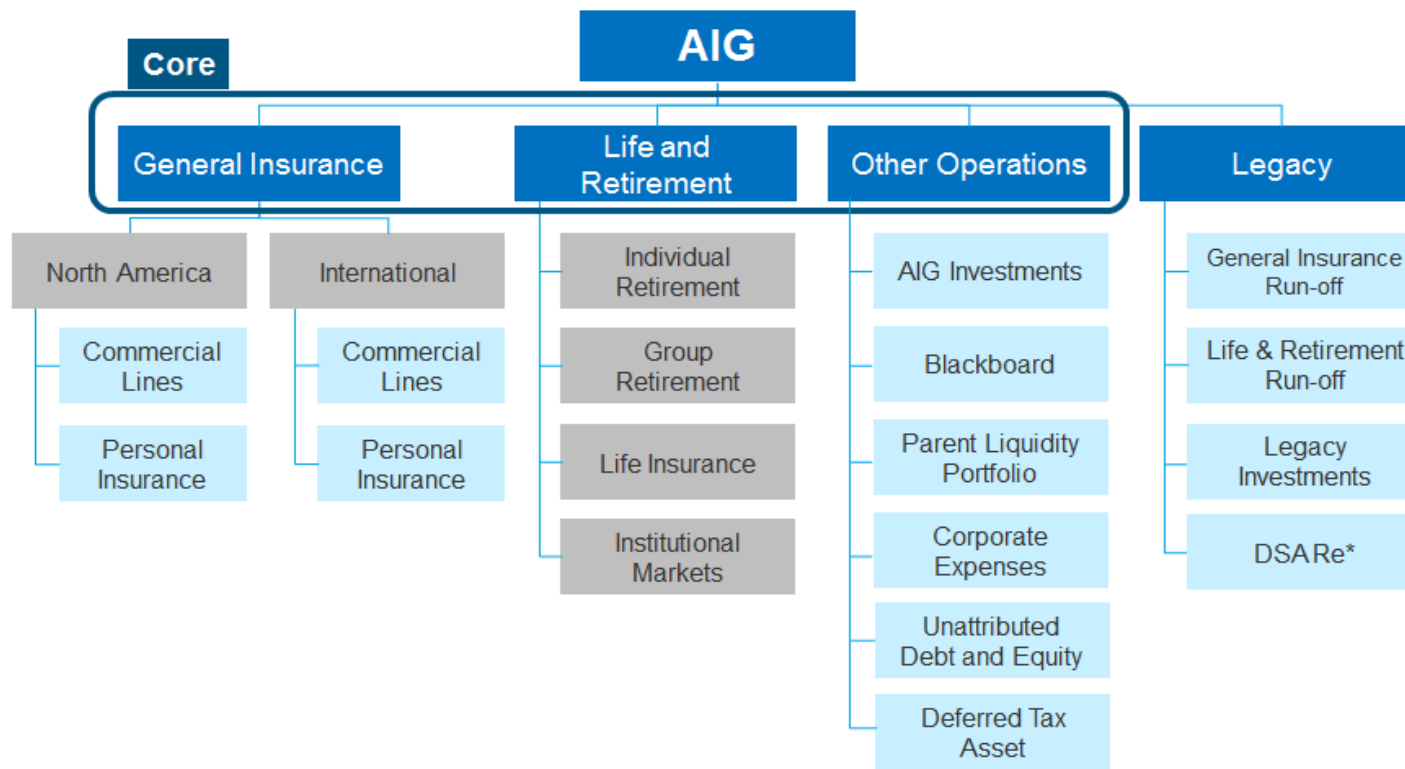 AIG
Core
General Insurance
Life and
Retirement
Other Operations
Legacy
North America
International
Commercial
Lines
Personal
Insurance
Commercial
Lines
Personal
Insurance
Individual
Retirement
Group
Retirement
Life Insurance
Institutional
Markets
AIG Investments
Blackboard
Parent Liquidity
Portfolio
Corporate
Expenses
Unattributed
Debt and Equity
Deferred Tax
Asset
General Insurance
Run-off
Life & Retirement
Run-off
Legacy
Investments
DSA Re*